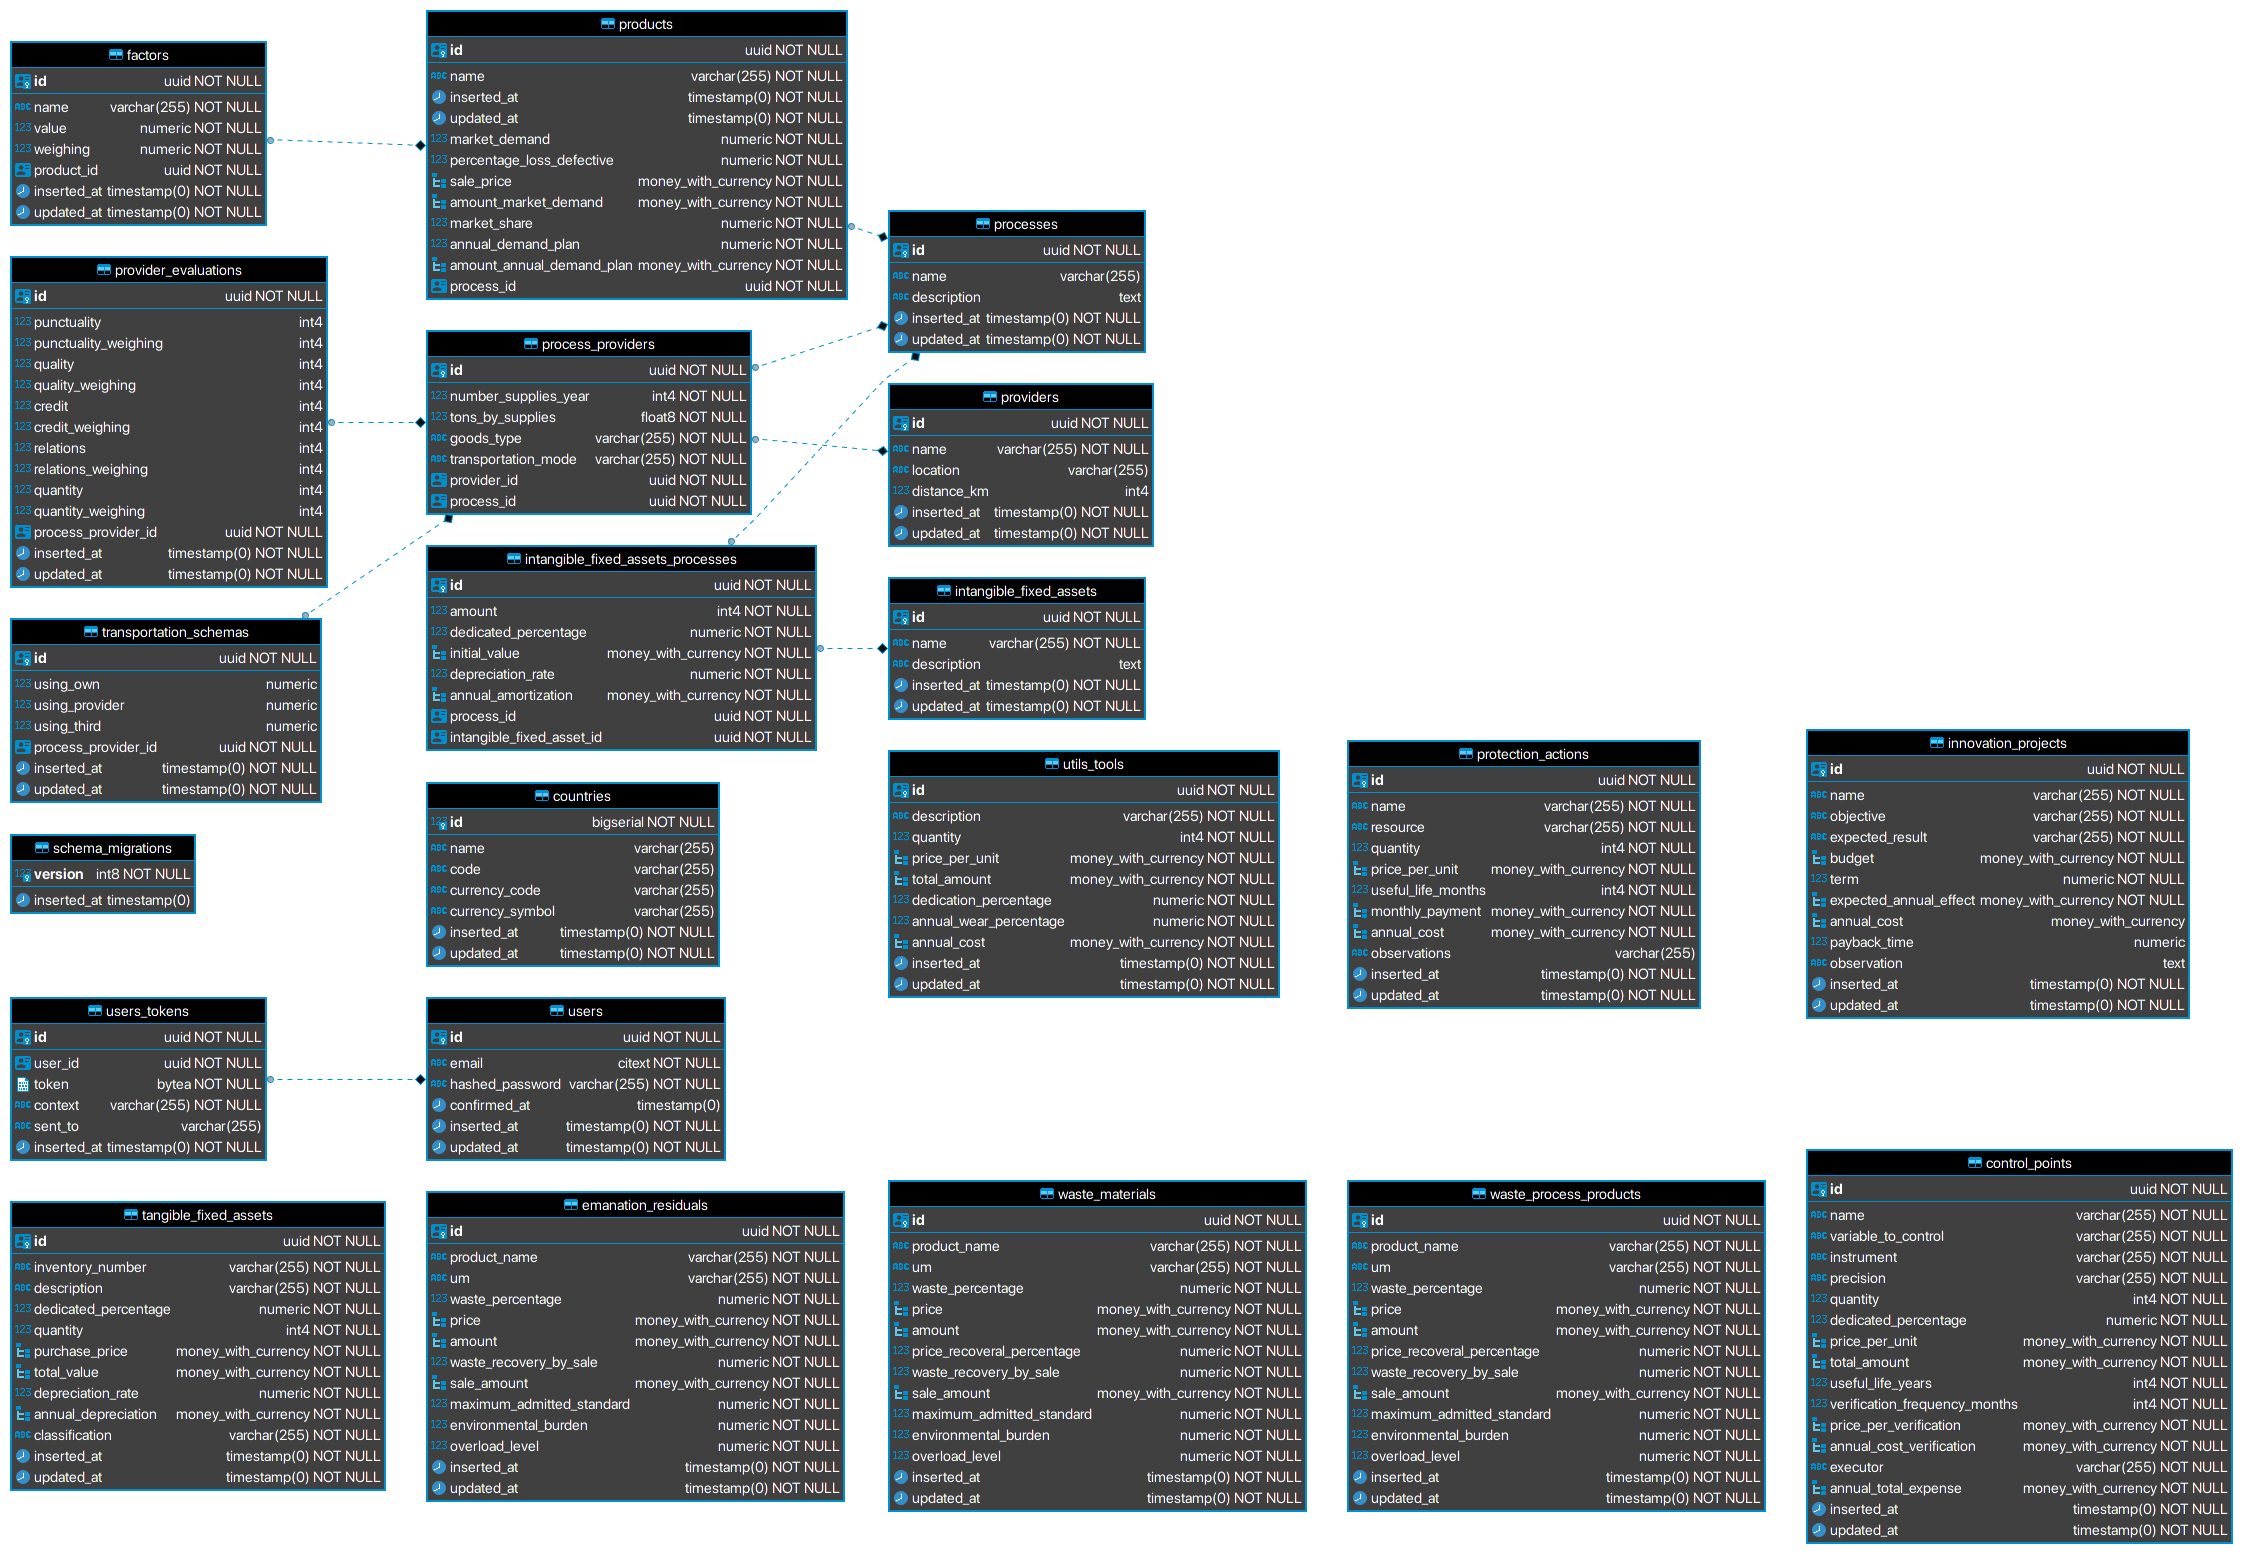 factors
id uuid NOT NULL
name varchar(255) NOT NULL
value numeric NOT NULL
weighing numeric NOT NULL
product_id uuid NOT NULL
inserted_at timestamp(0) NOT NULL
updated_at timestamp(0) NOT NULL
products
id uuid NOT NULL
name varchar(255) NOT NULL
inserted_at timestamp(0) NOT NULL
updated_at timestamp(0) NOT NULL
market_demand numeric NOT NULL
percentage_loss_defective numeric NOT NULL
sale_price money_with_currency NOT NULL
amount_market_demand money_with_currency NOT NULL
market_share numeric NOT NULL
annual_demand_plan numeric NOT NULL
amount_annual_demand_plan money_with_currency NOT NULL
process_id uuid NOT NULL
processes
id uuid NOT NULL
name varchar(255)
description text
inserted_at timestamp(0) NOT NULL
updated_at timestamp(0) NOT NULL
provider_evaluations
id uuid NOT NULL
punctuality int4
punctuality_weighing int4
quality int4
quality_weighing int4
credit int4
credit_weighing int4
relations int4
relations_weighing int4
quantity int4
quantity_weighing int4
process_provider_id uuid NOT NULL
inserted_at timestamp(0) NOT NULL
updated_at timestamp(0) NOT NULL
process_providers
id uuid NOT NULL
number_supplies_year int4 NOT NULL
tons_by_supplies float8 NOT NULL
goods_type varchar(255) NOT NULL
transportation_mode varchar(255) NOT NULL
provider_id uuid NOT NULL
process_id uuid NOT NULL
providers
id uuid NOT NULL
name varchar(255) NOT NULL
location varchar(255)
distance_km int4
inserted_at timestamp(0) NOT NULL
updated_at timestamp(0) NOT NULL
transportation_schemas
id uuid NOT NULL
using_own numeric
using_provider numeric
using_third numeric
process_provider_id uuid NOT NULL
inserted_at timestamp(0) NOT NULL
updated_at timestamp(0) NOT NULL
intangible_fixed_assets_processes
id uuid NOT NULL
amount int4 NOT NULL
dedicated_percentage numeric NOT NULL
initial_value money_with_currency NOT NULL
depreciation_rate numeric NOT NULL
annual_amortization money_with_currency NOT NULL
process_id uuid NOT NULL
intangible_fixed_asset_id uuid NOT NULL
intangible_fixed_assets
id uuid NOT NULL
name varchar(255) NOT NULL
description text
inserted_at timestamp(0) NOT NULL
updated_at timestamp(0) NOT NULL
schema_migrations
version int8 NOT NULL
inserted_at timestamp(0)
countries
id bigserial NOT NULL
name varchar(255)
code varchar(255)
currency_code varchar(255)
currency_symbol varchar(255)
inserted_at timestamp(0) NOT NULL
updated_at timestamp(0) NOT NULL
utils_tools
id uuid NOT NULL
description varchar(255) NOT NULL
quantity int4 NOT NULL
price_per_unit money_with_currency NOT NULL
total_amount money_with_currency NOT NULL
dedication_percentage numeric NOT NULL
annual_wear_percentage numeric NOT NULL
annual_cost money_with_currency NOT NULL
inserted_at timestamp(0) NOT NULL
updated_at timestamp(0) NOT NULL
protection_actions
id uuid NOT NULL
name varchar(255) NOT NULL
resource varchar(255) NOT NULL
quantity int4 NOT NULL
price_per_unit money_with_currency NOT NULL
useful_life_months int4 NOT NULL
monthly_payment money_with_currency NOT NULL
annual_cost money_with_currency NOT NULL
observations varchar(255)
inserted_at timestamp(0) NOT NULL
updated_at timestamp(0) NOT NULL
innovation_projects
id uuid NOT NULL
name varchar(255) NOT NULL
objective varchar(255) NOT NULL
expected_result varchar(255) NOT NULL
budget money_with_currency NOT NULL
term numeric NOT NULL
expected_annual_effect money_with_currency NOT NULL
annual_cost money_with_currency
payback_time numeric
observation text
inserted_at timestamp(0) NOT NULL
updated_at timestamp(0) NOT NULL
users_tokens
id uuid NOT NULL
user_id uuid NOT NULL
token bytea NOT NULL
context varchar(255) NOT NULL
sent_to varchar(255)
inserted_at timestamp(0) NOT NULL
users
id uuid NOT NULL
email citext NOT NULL
hashed_password varchar(255) NOT NULL
confirmed_at timestamp(0)
inserted_at timestamp(0) NOT NULL
updated_at timestamp(0) NOT NULL
tangible_fixed_assets
id uuid NOT NULL
inventory_number varchar(255) NOT NULL
description varchar(255) NOT NULL
dedicated_percentage numeric NOT NULL
quantity int4 NOT NULL
purchase_price money_with_currency NOT NULL
total_value money_with_currency NOT NULL
depreciation_rate numeric NOT NULL
annual_depreciation money_with_currency NOT NULL
classification varchar(255) NOT NULL
inserted_at timestamp(0) NOT NULL
updated_at timestamp(0) NOT NULL
emanation_residuals
id uuid NOT NULL
product_name varchar(255) NOT NULL
um varchar(255) NOT NULL
waste_percentage numeric NOT NULL
price money_with_currency NOT NULL
amount money_with_currency NOT NULL
waste_recovery_by_sale numeric NOT NULL
sale_amount money_with_currency NOT NULL
maximum_admitted_standard numeric NOT NULL
environmental_burden numeric NOT NULL
overload_level numeric NOT NULL
inserted_at timestamp(0) NOT NULL
updated_at timestamp(0) NOT NULL
waste_materials
id uuid NOT NULL
product_name varchar(255) NOT NULL
um varchar(255) NOT NULL
waste_percentage numeric NOT NULL
price money_with_currency NOT NULL
amount money_with_currency NOT NULL
price_recoveral_percentage numeric NOT NULL
waste_recovery_by_sale numeric NOT NULL
sale_amount money_with_currency NOT NULL
maximum_admitted_standard numeric NOT NULL
environmental_burden numeric NOT NULL
overload_level numeric NOT NULL
inserted_at timestamp(0) NOT NULL
updated_at timestamp(0) NOT NULL
waste_process_products
id uuid NOT NULL
product_name varchar(255) NOT NULL
um varchar(255) NOT NULL
waste_percentage numeric NOT NULL
price money_with_currency NOT NULL
amount money_with_currency NOT NULL
price_recoveral_percentage numeric NOT NULL
waste_recovery_by_sale numeric NOT NULL
sale_amount money_with_currency NOT NULL
maximum_admitted_standard numeric NOT NULL
environmental_burden numeric NOT NULL
overload_level numeric NOT NULL
inserted_at timestamp(0) NOT NULL
updated_at timestamp(0) NOT NULL
control_points
id uuid NOT NULL
name varchar(255) NOT NULL
variable_to_control varchar(255) NOT NULL
instrument varchar(255) NOT NULL
precision varchar(255) NOT NULL
quantity int4 NOT NULL
dedicated_percentage numeric NOT NULL
price_per_unit money_with_currency NOT NULL
total_amount money_with_currency NOT NULL
useful_life_years int4 NOT NULL
verification_frequency_months int4 NOT NULL
price_per_verification money_with_currency NOT NULL
annual_cost_verification money_with_currency NOT NULL
executor varchar(255) NOT NULL
annual_total_expense money_with_currency NOT NULL
inserted_at timestamp(0) NOT NULL
updated_at timestamp(0) NOT NULL